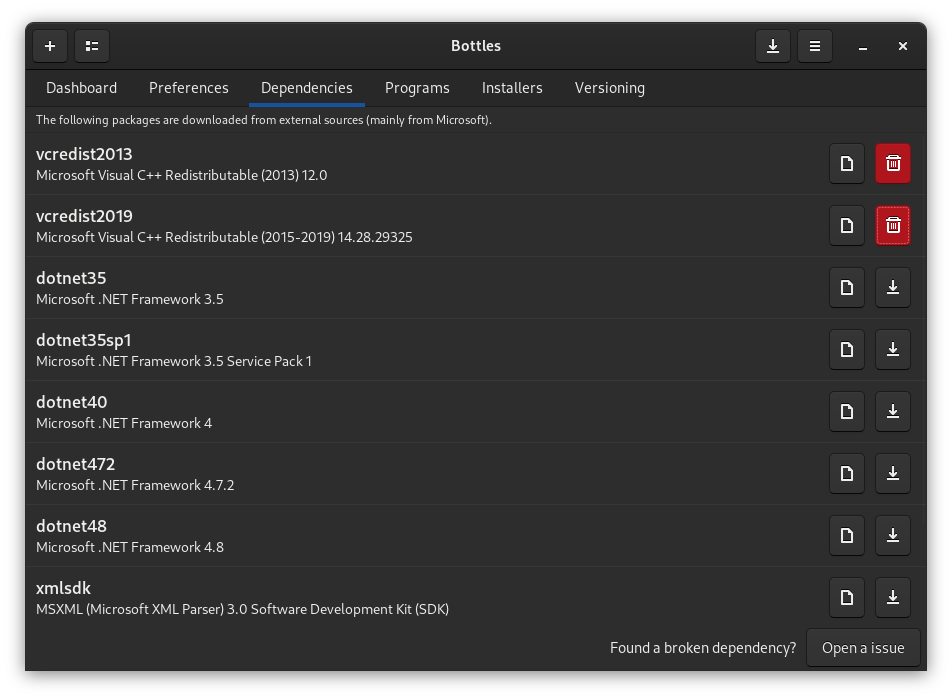 Bottles
Dashboard Preferences Dependencies Programs Installers Versioning
The following packages are downloaded from external sources (mainly from Microsoft).
vcredist2013
Microsoft Visual C++ Redistributable (2013) 12.0
vcredist2019
Microsoft Visual C++ Redistributable (2015-2019) 14.28.29325
dotnet35
Microsoft .NET Framework 3.5
dotnet35sp1
Microsoft .NET Framework 3.5 Service Pack 1
dotnet40
Microsoft .NET Framework 4
dotnet472
Microsoft .NET Framework 4.7.2
dotnet48
Microsoft .NET Framework 4.8
xmlsdk
MSXML (Microsoft XML Parser) 3.0 Software Development Kit (SDK)
Found a broken dependency? Open a issue